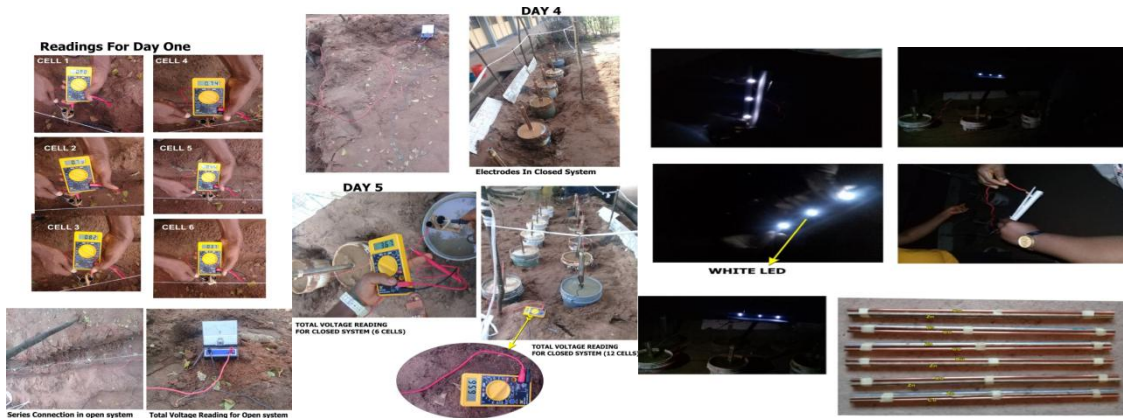 Readings For Day One
CELL 1
CELL 4
CELL 2
CELL 5
CELL 3
CELL 6
Series Connection in open system
Total Voltage Reading for Open system
DAY 4
Electrodes In Closed System
DAY 5
TOTAL VOLTAGE READING
FOR CLOSED SYSTEM (6 CELLS)
TOTAL VOLTAGE READING
FOR CLOSED SYSTEM (12 CELLS)
WHITE LED